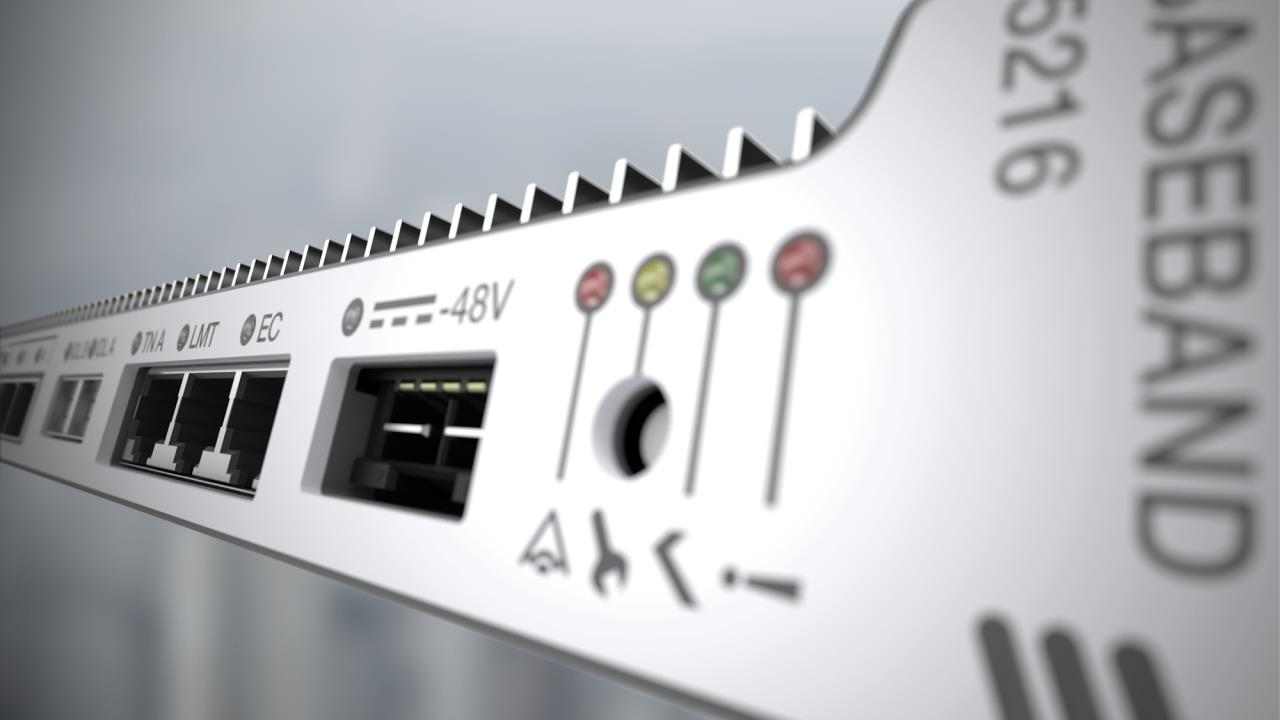 TN A
LMT
EC
-48V
BASEBAND
5216